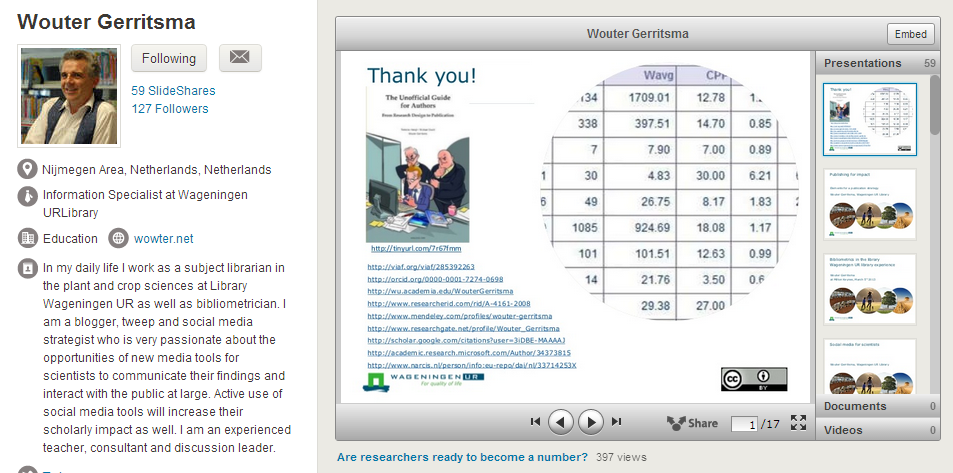 Wouter Gerritsma
Following
59 SlideShares
127 Followers
Nijmegen Area, Netherlands, Netherlands
Information Specialist at Wageningen
URLibrary
Education wowter.net
In my daily life I work as a subject librarian in
the plant and crop sciences at Library
Wageningen UR as well as bibliometrician. I
am a blogger, tweep and social media
strategist who is very passionate about the
opportunities of new media tools for
scientists to communicate their findings and
interact with the public at large. Active use of
social media tools will increase their
scholarly impact as well. I am an experienced
teacher, consultant and discussion leader.
Wouter Gerritsma
Embed
Thank you!
The Unofficial Guide
for Authors
From Research Design to Publication
http://tinyurl.com/7r67fmm
http://viaf.org/viaf/285392263
http://orcid.org/0000-0001-7274-0698
http://wu.academia.edu/WouterGerritsma
http://www.researcherid.com/rid/A-4161-2008
http://www.mendeley.com/profiles/wouter-gerritsma
http://www.researchgate.net/profile/Wouter_Gerritsma
http://scholar.google.com/citations?user=3iDBE-MAAAAJ
http://academic.research.microsoft.com/Author/34373815
http://www.narcis.nl/person/info:eu-repo/dai/nl/33714253X
WAGENINGEN UR
For quality of life
Wavg CPP
134 1709.01 12.78 1.
338 397.51 14.70 0.85
7 7.90 7.00 0.89
30 4.83 30.00 6.21
6 49 26.75 8.17 1.83
1085 924.69 18.08 1.17
101 101.51 12.63 0.99
14 21.76 3.50 0.6
29.38 27.00
cc BY
Share 1 /17
Presentations 59
Thank you!
Publishing for impact
Bibliometrics in the library
Wageningen UR library experience
Social media for scientists
Documents 0
Videos 0
Are researchers ready to become a number? 397 views